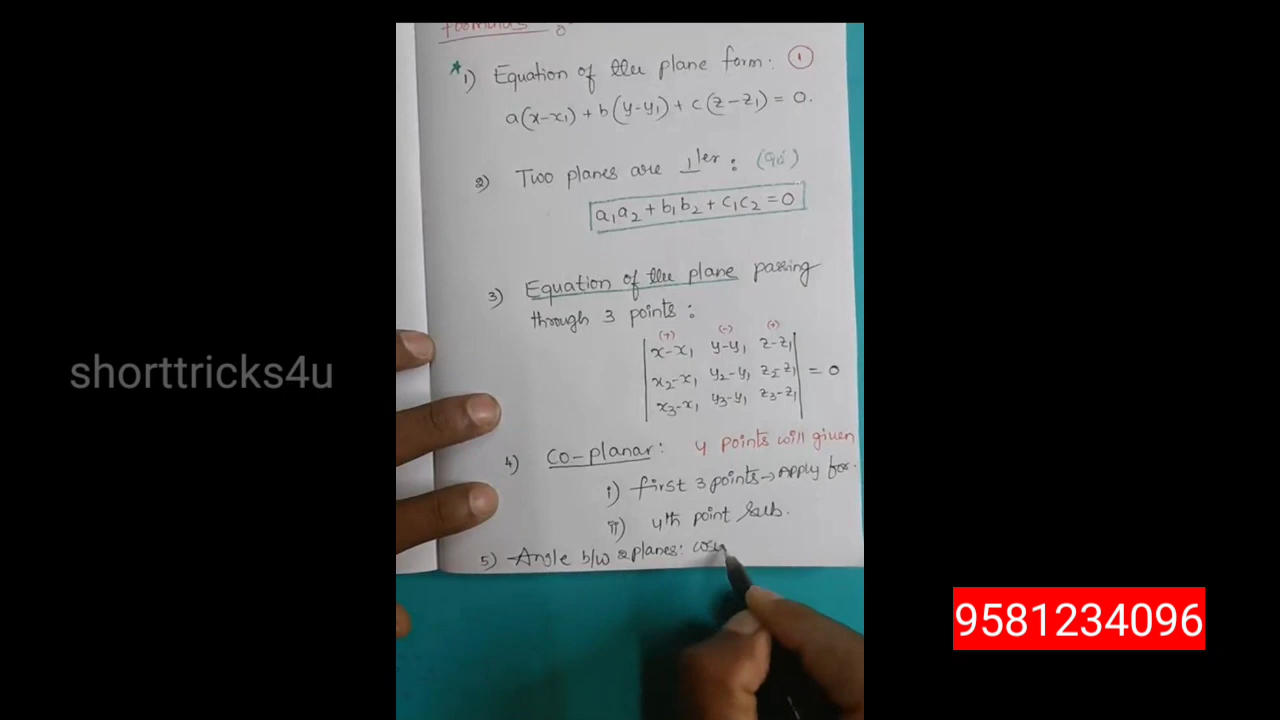 formulas :
*1) Equation of the plane form. 1
a(x-x₁) + b(y-y₁) + c(z-z₁) = 0.
2) Two planes are ⊥ler : (90°)
a₁a₂ + b₁b₂ + c₁c₂ = 0
3) Equation of the plane passing
through 3 points :
(+) (-) (+)
x-x₁ y-y₁ z-z₁
x₂-x₁ y₂-y₁ z₂-z₁ = 0
x₃-x₁ y₃-y₁ z₃-z₁
4) Co-planar : 4 points will given
i) first 3 points → Apply for.
ii) 4th point sub.
5) Angle b/w 2 planes: cos
shorttricks4u
9581234096